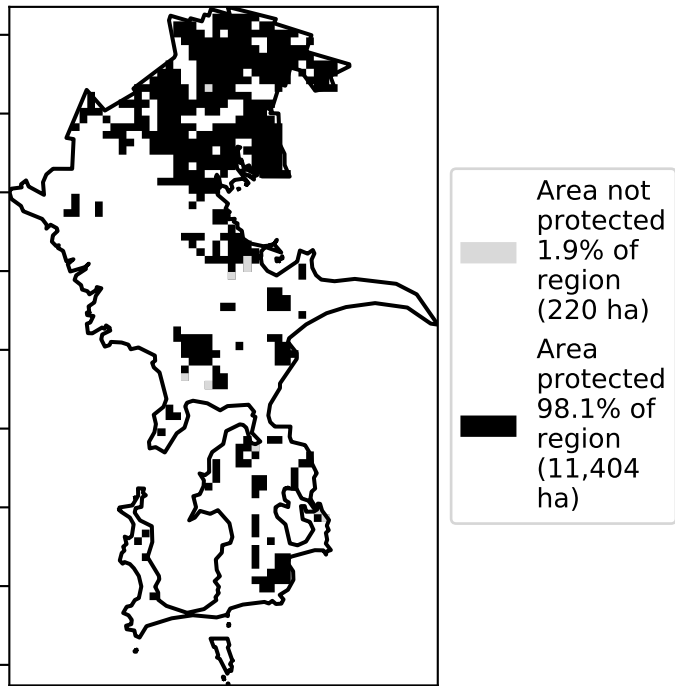 Area not
protected
1.9% of
region
(220 ha)
Area
protected
98.1% of
region
(11,404
ha)